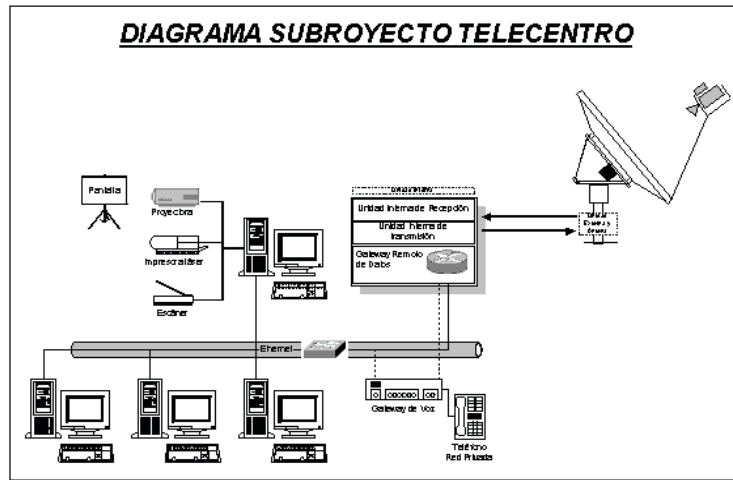 DIAGRAMA SUBROYECTO TELECENTRO
Pantalla
Proyectora
Impresora láser
Escáner
Unidad Interna de Recepción
Unidad Interna de
transmisión
Gateway Remoto
de Datos
Ethernet
Gateway de Voz
Teléfono
Red Privada